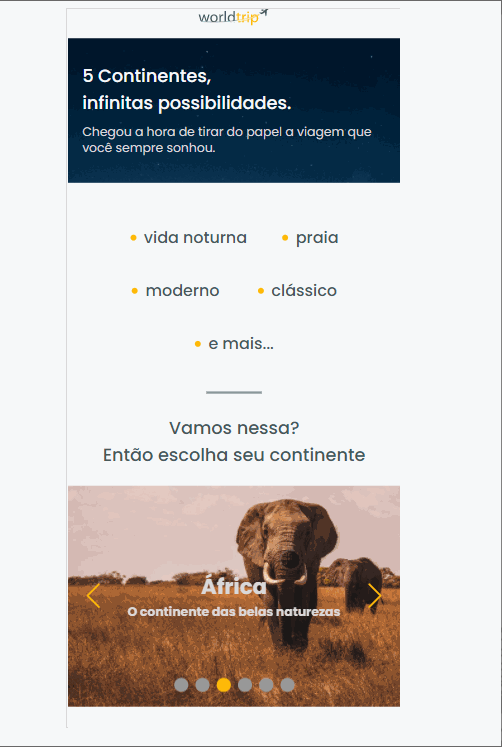 worldtrip
5 Continentes,
infinitas possibilidades.
Chegou a hora de tirar do papel a viagem que
você sempre sonhou.
vida noturna
praia
moderno
clássico
e mais...
Vamos nessa?
Então escolha seu continente
África
O continente das belas naturezas